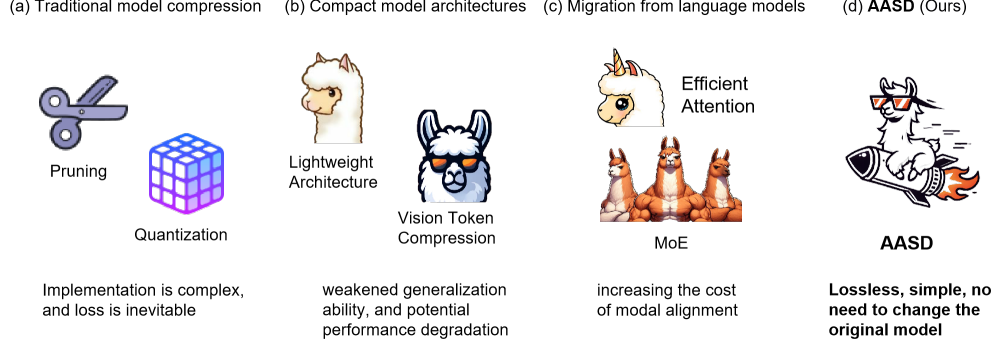 (a) Traditional model compression
(b) Compact model architectures
(c) Migration from language models
(d) AASD (Ours)
Pruning
Quantization
Implementation is complex,
and loss is inevitable
Lightweight
Architecture
Vision Token
Compression
weakened generalization
ability, and potential
performance degradation
Efficient
Attention
MoE
increasing the cost
of modal alignment
AASD
Lossless, simple, no
need to change the
original model